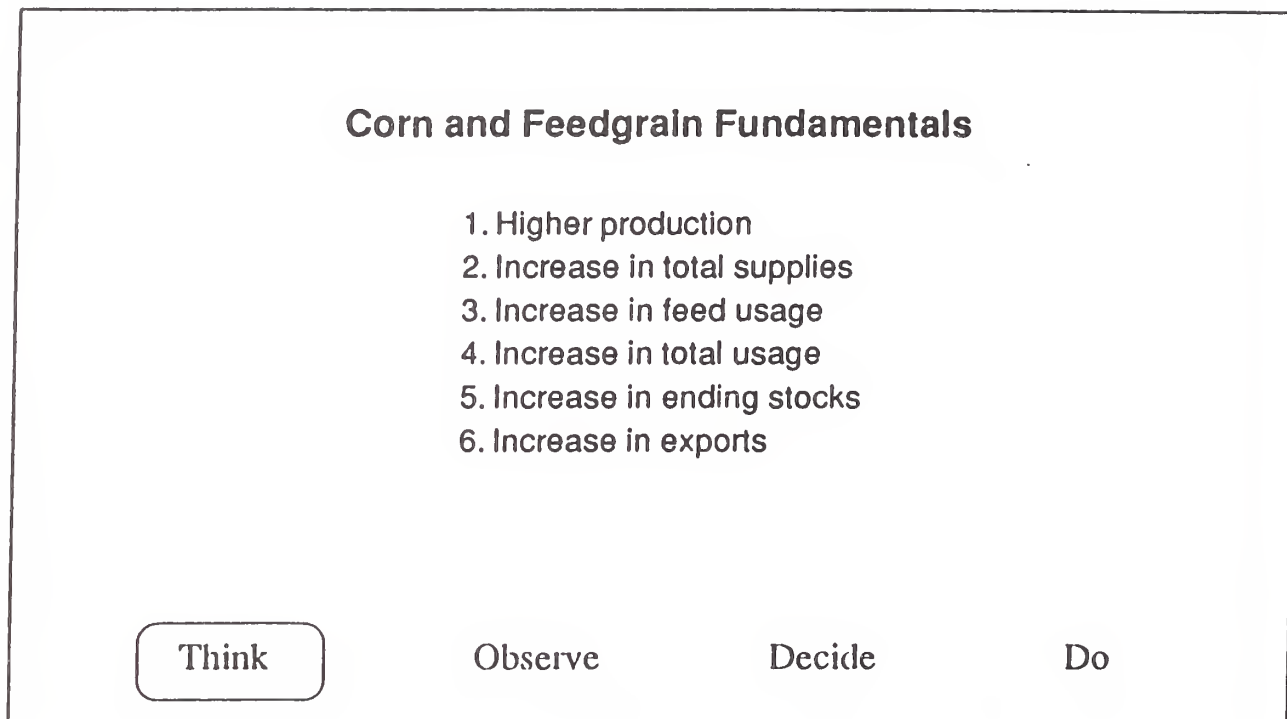 Corn and Feedgrain Fundamentals
1. Higher production
2. Increase in total supplies
3. Increase in feed usage
4. Increase in total usage
5. Increase in ending stocks
6. Increase in exports
Think Observe Decide Do